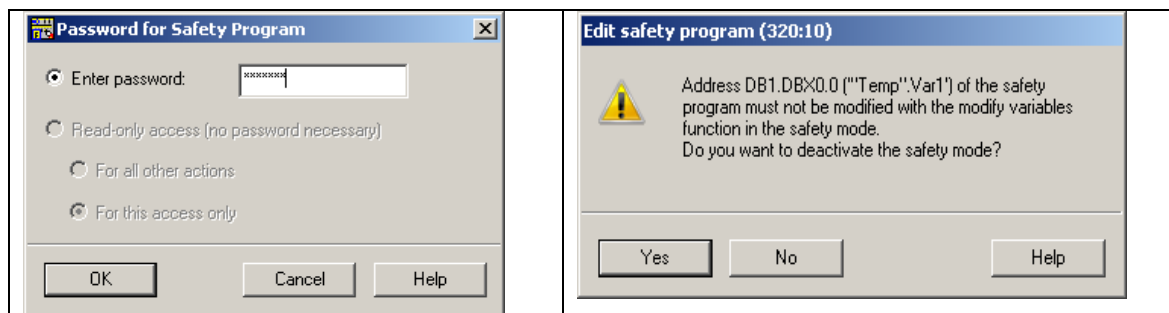 Password for Safety Program
Enter password:
xxxxxxx
Read-only access (no password necessary)
For all other actions
For this access only
OK
Cancel
Help
Edit safety program (320:10)
Address DB1.DBX0.0 ("'Temp".Var1') of the safety
program must not be modified with the modify variables
function in the safety mode.
Do you want to deactivate the safety mode?
Yes
No
Help